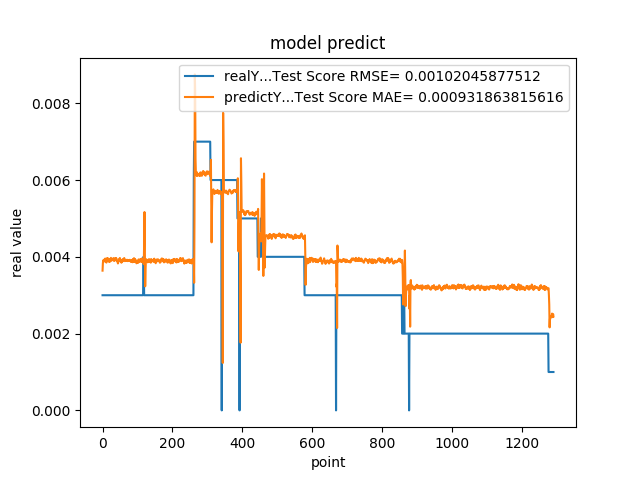 model predict
realY...Test Score RMSE= 0.00102045877512
predictY...Test Score MAE= 0.000931863815616
0.008
0.006
0.004
0.002
0.000
real value
0 200 400 600 800 1000 1200
point